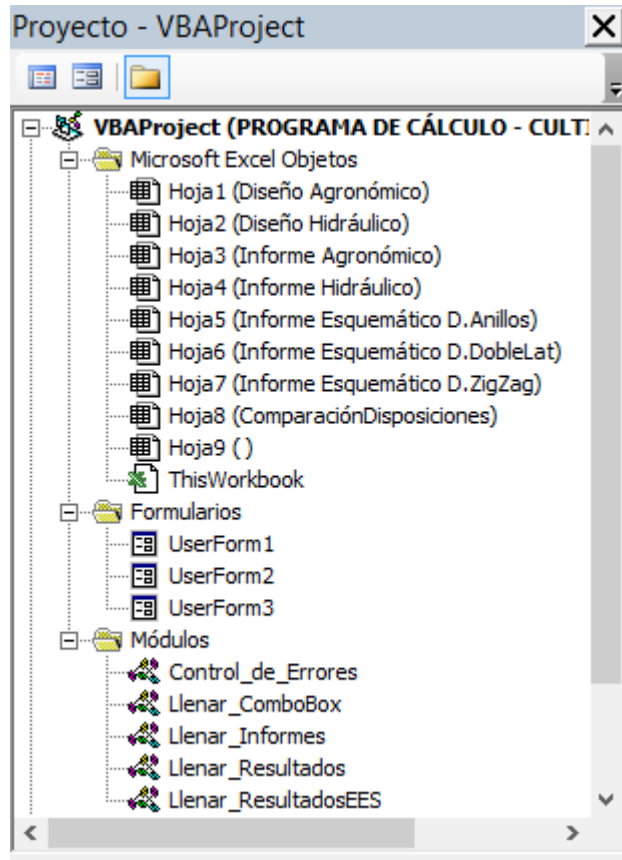 Proyecto - VBAProject
VBAProject (PROGRAMA DE CÁLCULO - CULTI
Microsoft Excel Objetos
Hoja1 (Diseño Agronómico)
Hoja2 (Diseño Hidráulico)
Hoja3 (Informe Agronómico)
Hoja4 (Informe Hidráulico)
Hoja5 (Informe Esquemático D.Anillos)
Hoja6 (Informe Esquemático D.DobleLat)
Hoja7 (Informe Esquemático D.ZigZag)
Hoja8 (ComparaciónDisposiciones)
Hoja9 ( )
ThisWorkbook
Formularios
UserForm1
UserForm2
UserForm3
Módulos
Control_de_Errores
Llenar_ComboBox
Llenar_Informes
Llenar_Resultados
Llenar_ResultadosEES